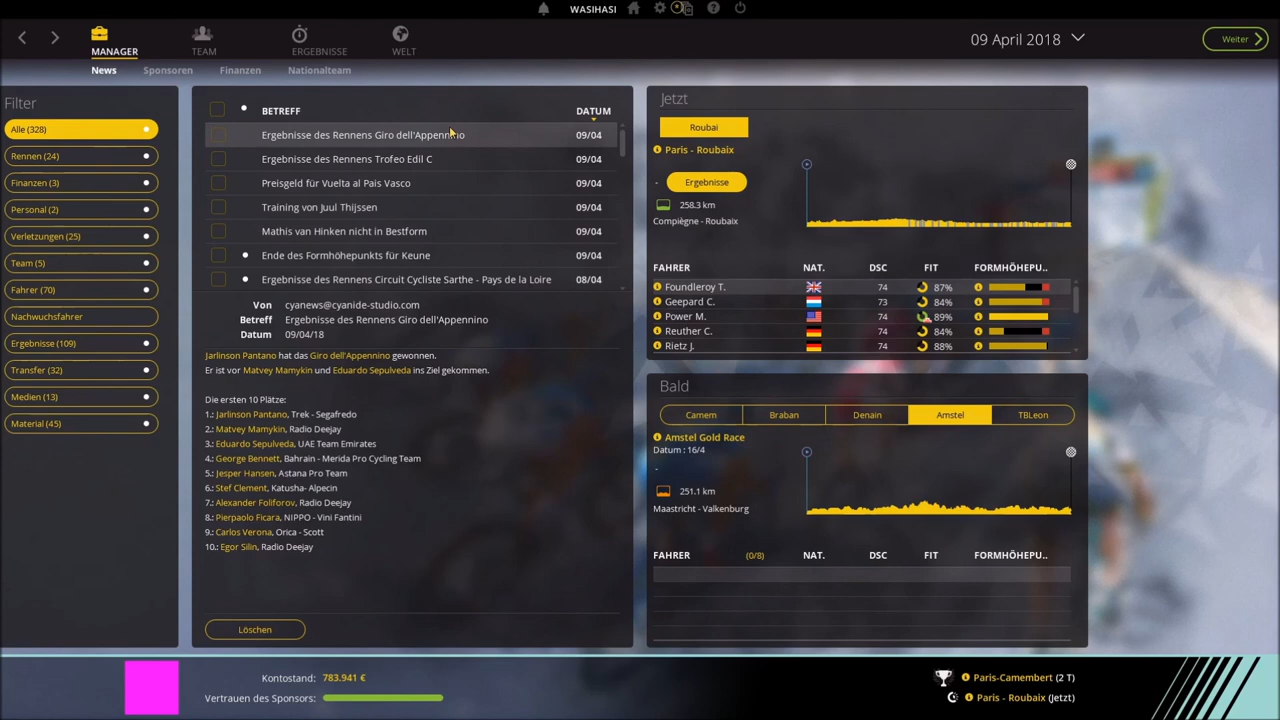 WASIHASI
MANAGER
TEAM
ERGEBNISSE
WELT
09 April 2018
Weiter
News
Sponsoren
Finanzen
Nationalteam
Filter
Alle (328)
Rennen (24)
Finanzen (3)
Personal (2)
Verletzungen (25)
Team (5)
Fahrer (70)
Nachwuchsfahrer
Ergebnisse (109)
Transfer (32)
Medien (13)
Material (45)
BETREFF DATUM
Ergebnisse des Rennens Giro dell'Appennino 09/04
Ergebnisse des Rennens Trofeo Edil C 09/04
Preisgeld für Vuelta al Pais Vasco 09/04
Training von Juul Thijssen 09/04
Mathis van Hinken nicht in Bestform 09/04
Ende des Formhöhepunkts für Keune 09/04
Ergebnisse des Rennens Circuit Cycliste Sarthe - Pays de la Loire 08/04
Von cyanews@cyanide-studio.com
Betreff Ergebnisse des Rennens Giro dell'Appennino
Datum 09/04/18
Jarlinson Pantano hat das Giro dell'Appennino gewonnen.
Er ist vor Matvey Mamykin und Eduardo Sepulveda ins Ziel gekommen.
Die ersten 10 Plätze:
1.: Jarlinson Pantano, Trek - Segafredo
2.: Matvey Mamykin, Radio Deejay
3.: Eduardo Sepulveda, UAE Team Emirates
4.: George Bennett, Bahrain - Merida Pro Cycling Team
5.: Jesper Hansen, Astana Pro Team
6.: Stef Clement, Katusha- Alpecin
7.: Alexander Foliforov, Radio Deejay
8.: Pierpaolo Ficara, NIPPO - Vini Fantini
9.: Carlos Verona, Orica - Scott
10.: Egor Silin, Radio Deejay
Löschen
Jetzt
Roubai
Paris - Roubaix
- Ergebnisse
258.3 km
Compiègne - Roubaix
FAHRER NAT. DSC FIT FORMHÖHEPU..
Foundleroy T. 74 87%
Geepard C. 73 84%
Power M. 74 89%
Reuther C. 74 84%
Rietz J. 74 88%
Bald
Camem
Braban
Denain
Amstel
TBLeon
Amstel Gold Race
Datum : 16/4
-
251.1 km
Maastricht - Valkenburg
FAHRER (0/8) NAT. DSC FIT FORMHÖHEPU..
Kontostand: 783.941 €
Vertrauen des Sponsors:
Paris-Camembert (2 T)
Paris - Roubaix (Jetzt)